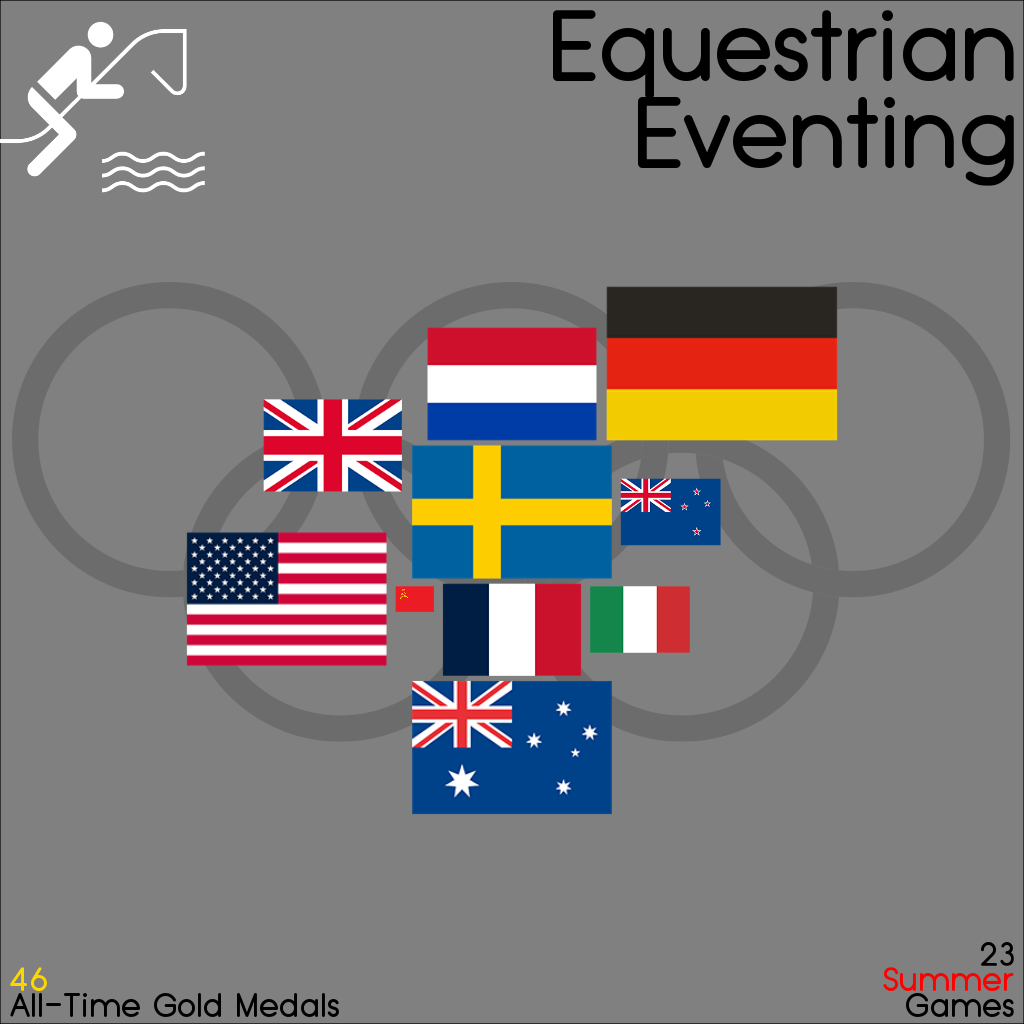 Equestrian
Eventing
46
All-Time Gold Medals
23
Summer
Games